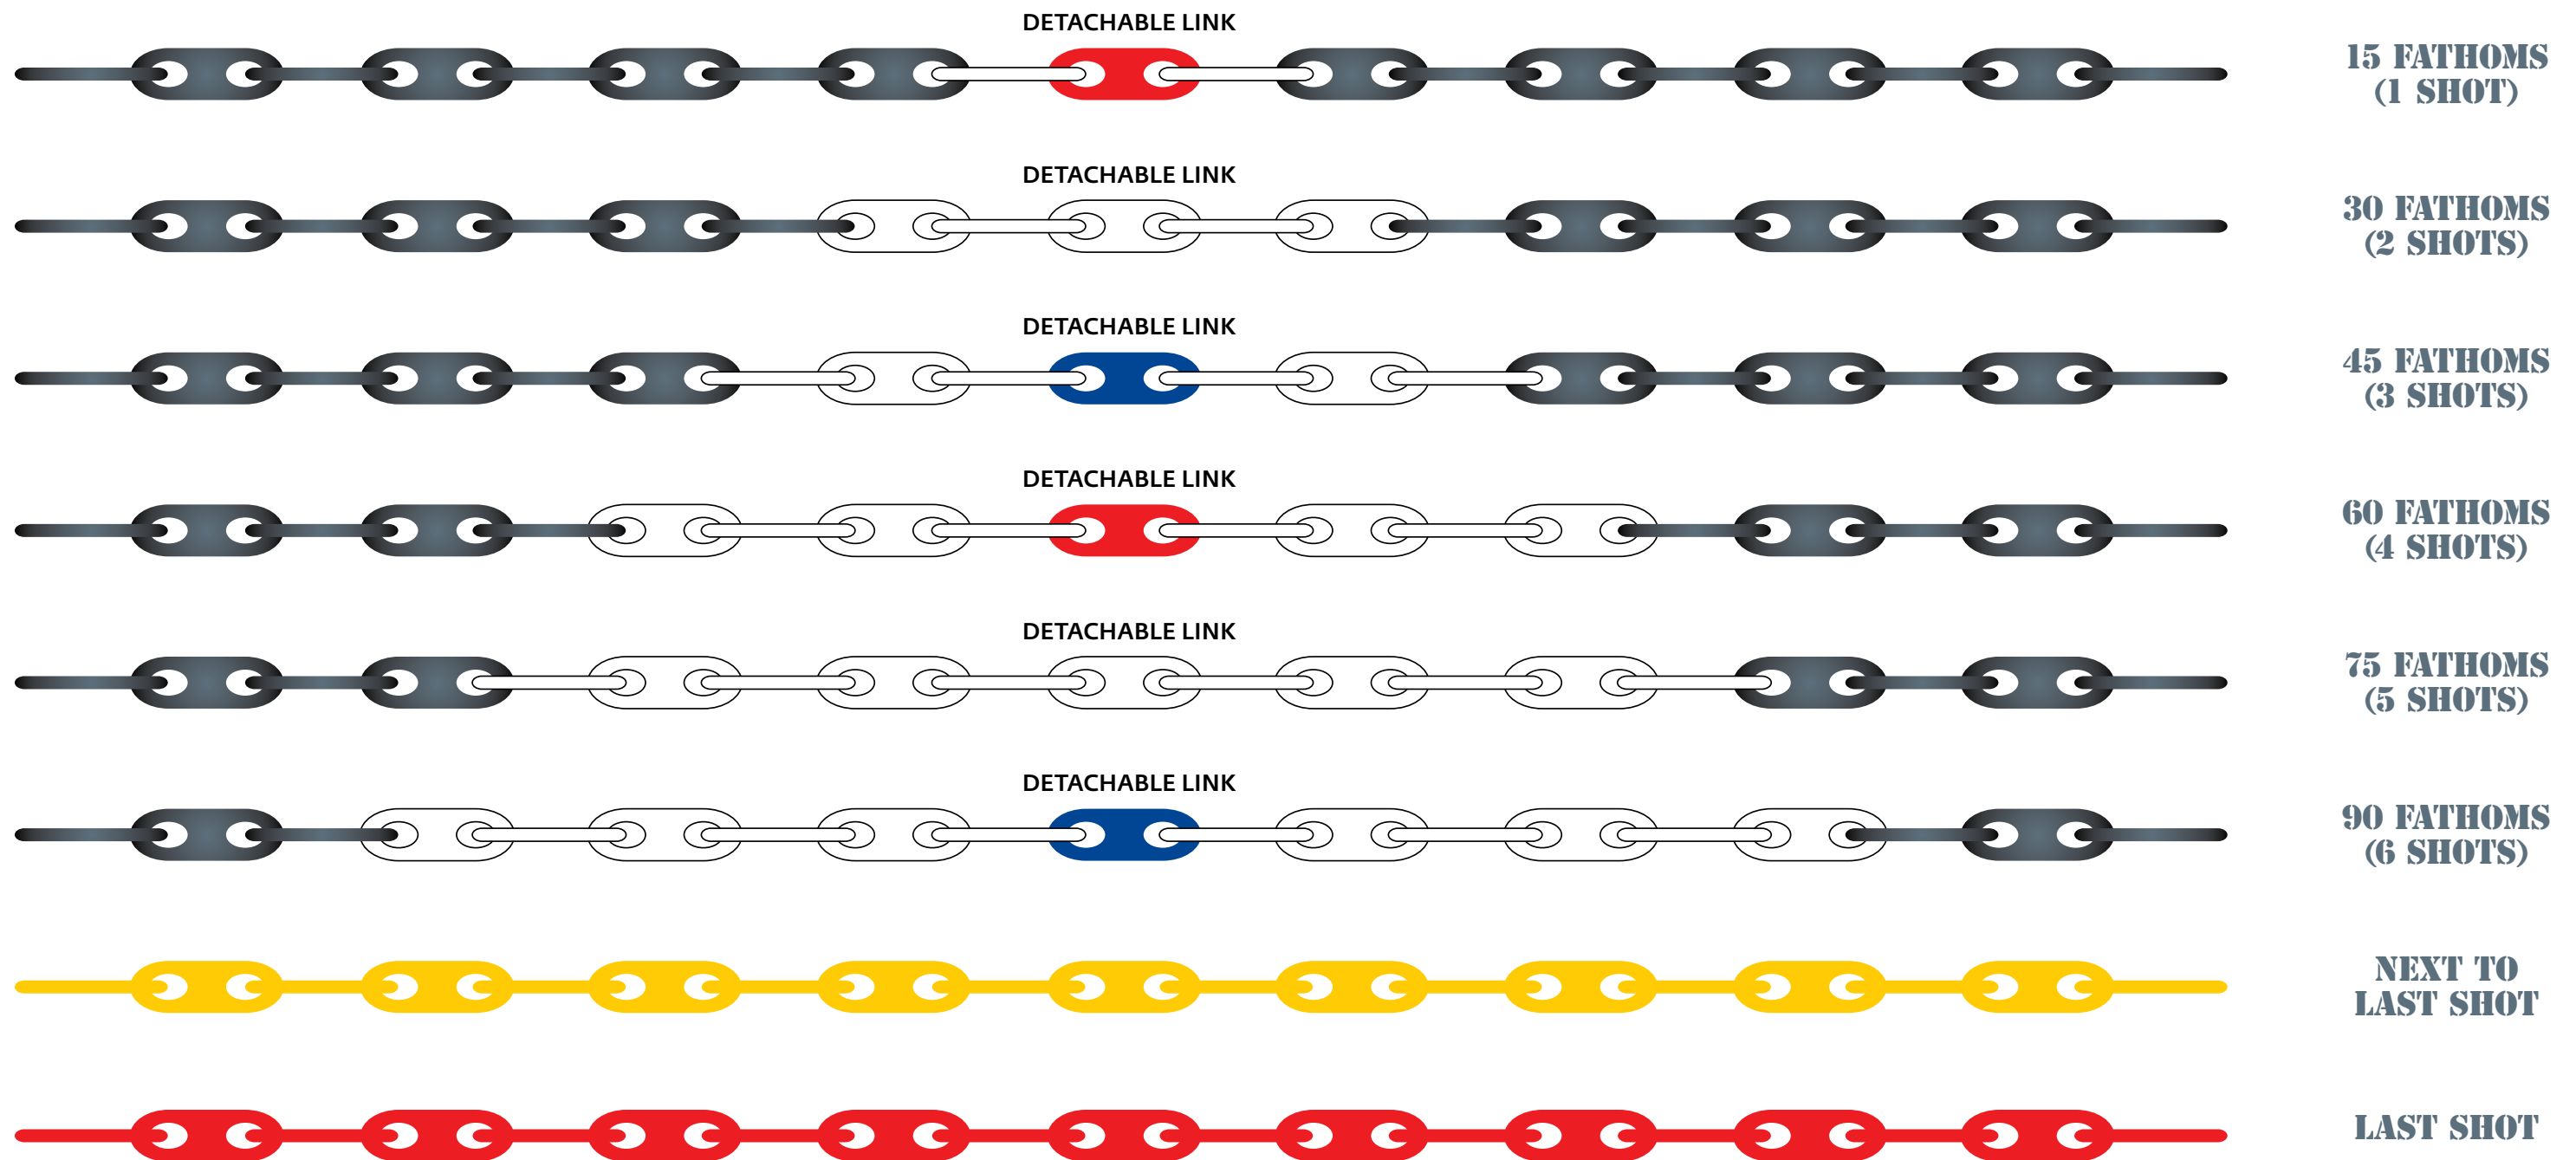 DETACHABLE LINK
15 FATHOMS
(1 SHOT)
DETACHABLE LINK
30 FATHOMS
(2 SHOTS)
DETACHABLE LINK
45 FATHOMS
(3 SHOTS)
DETACHABLE LINK
60 FATHOMS
(4 SHOTS)
DETACHABLE LINK
75 FATHOMS
(5 SHOTS)
DETACHABLE LINK
90 FATHOMS
(6 SHOTS)
NEXT TO
LAST SHOT
LAST SHOT